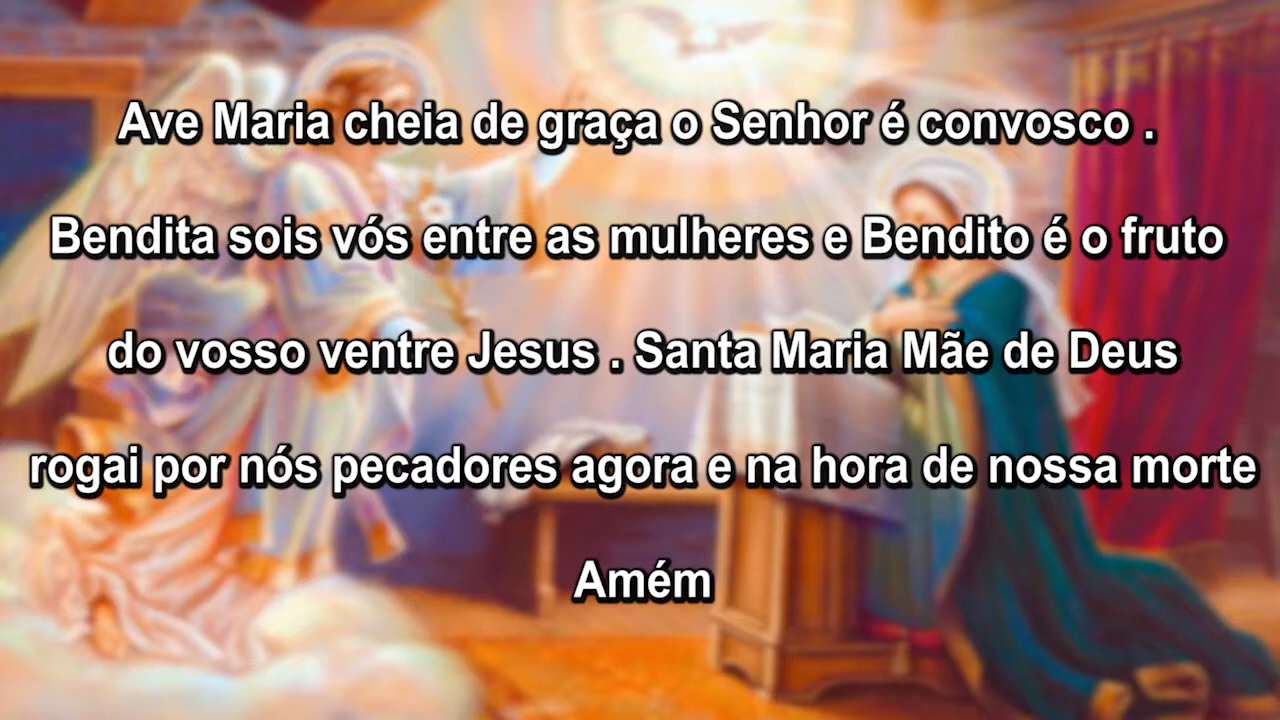 Ave Maria cheia de graça o Senhor é convosco .
Bendita sois vós entre as mulheres e Bendito é o fruto
do vosso ventre Jesus . Santa Maria Mãe de Deus
rogai por nós pecadores agora e na hora de nossa morte
Amém